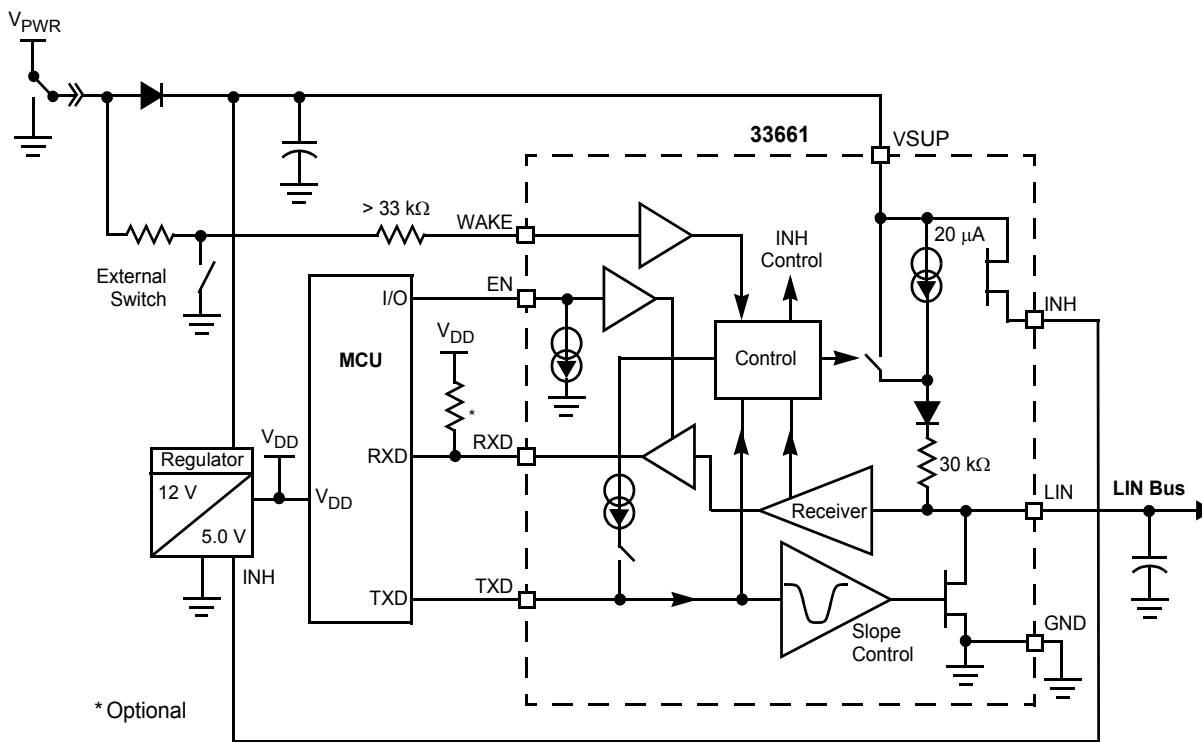 VPWR
33661
VSUP
> 33 kΩ
WAKE
20 μA
INH
Control
External
Switch
I/O
EN
INH
VDD
MCU
Control
*
VDD
Regulator
RXD
RXD
30 kΩ
12 V
VDD
LIN
LIN Bus
Receiver
5.0 V
INH
TXD
TXD
Slope
Control
GND
* Optional